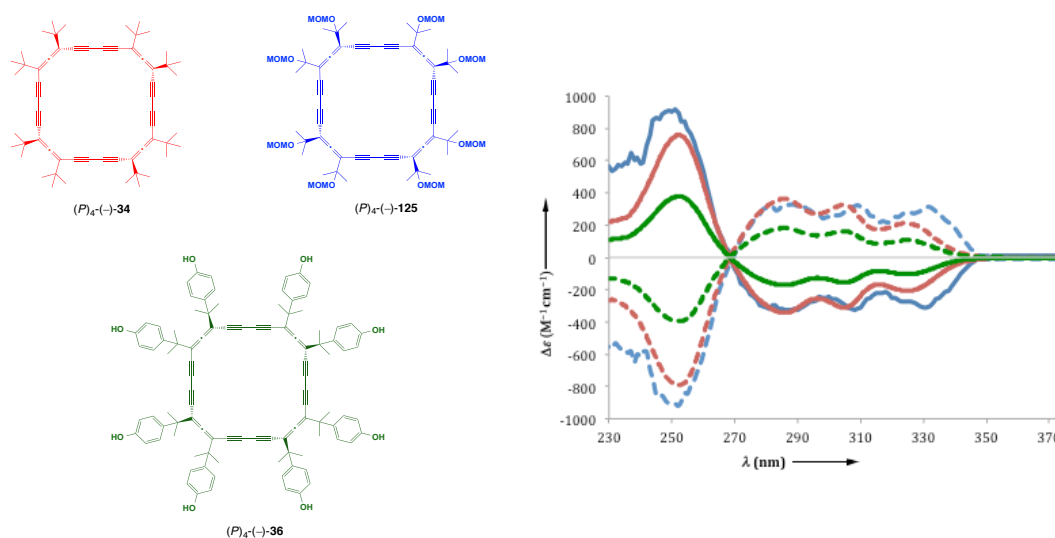 MOMO OMOM
MOMO OMOM
MOMO OMOM
MOMO OMOM
(P)₄-(–)-34
(P)₄-(–)-125
HO OH
HO OH
HO OH
HO OH
(P)₄-(–)-36
1000
800
600
400
200
0
-200
-400
-600
-800
-1000
Δε (M⁻¹cm⁻¹)
230 250 270 290 310 330 350 370
λ (nm)